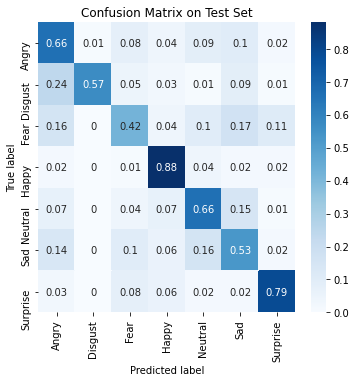 Confusion Matrix on Test Set
True label
Angry 0.66 0.01 0.08 0.04 0.09 0.1 0.02
Disgust 0.24 0.57 0.05 0.03 0.01 0.09 0.01
Fear 0.16 0 0.42 0.04 0.1 0.17 0.11
Happy 0.02 0 0.01 0.88 0.04 0.02 0.02
Neutral 0.07 0 0.04 0.07 0.66 0.15 0.01
Sad 0.14 0 0.1 0.06 0.16 0.53 0.02
Surprise 0.03 0 0.08 0.06 0.02 0.02 0.79
Angry Disgust Fear Happy Neutral Sad Surprise
Predicted label
0.8
0.7
0.6
0.5
0.4
0.3
0.2
0.1
0.0